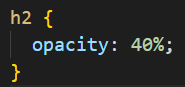 h2 {
  opacity: 40%;
}